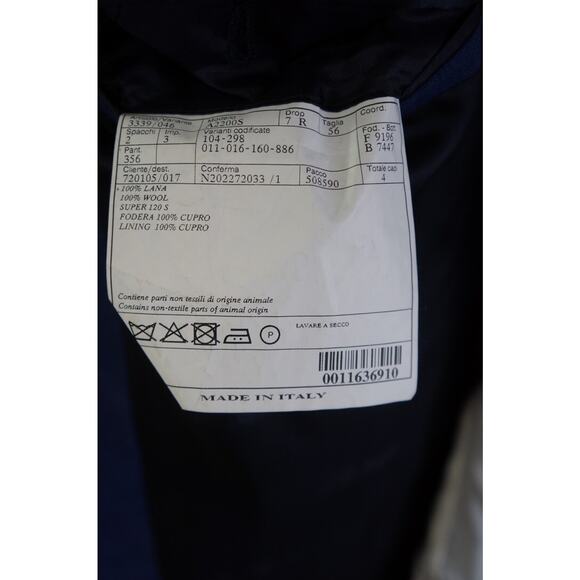 Articolo/Variante Modello Drop Taglia Coord.
3339/046 A2200S 7 R 56
Spacchi Imp. Varianti codificate Fod. - Bot
2 3 104-298 F 9196
Pant. 011-016-160-886 B 7447
356
Cliente/dest. Conferma Pacco Totale capi
720105/017 N202272033 /1 508590 4
100% LANA
100% WOOL
SUPER 120 S
FODERA 100% CUPRO
LINING 100% CUPRO
Contiene parti non tessili di origine animale
Contains non-textile parts of animal origin
P LAVARE A SECCO
0011636910
MADE IN ITALY